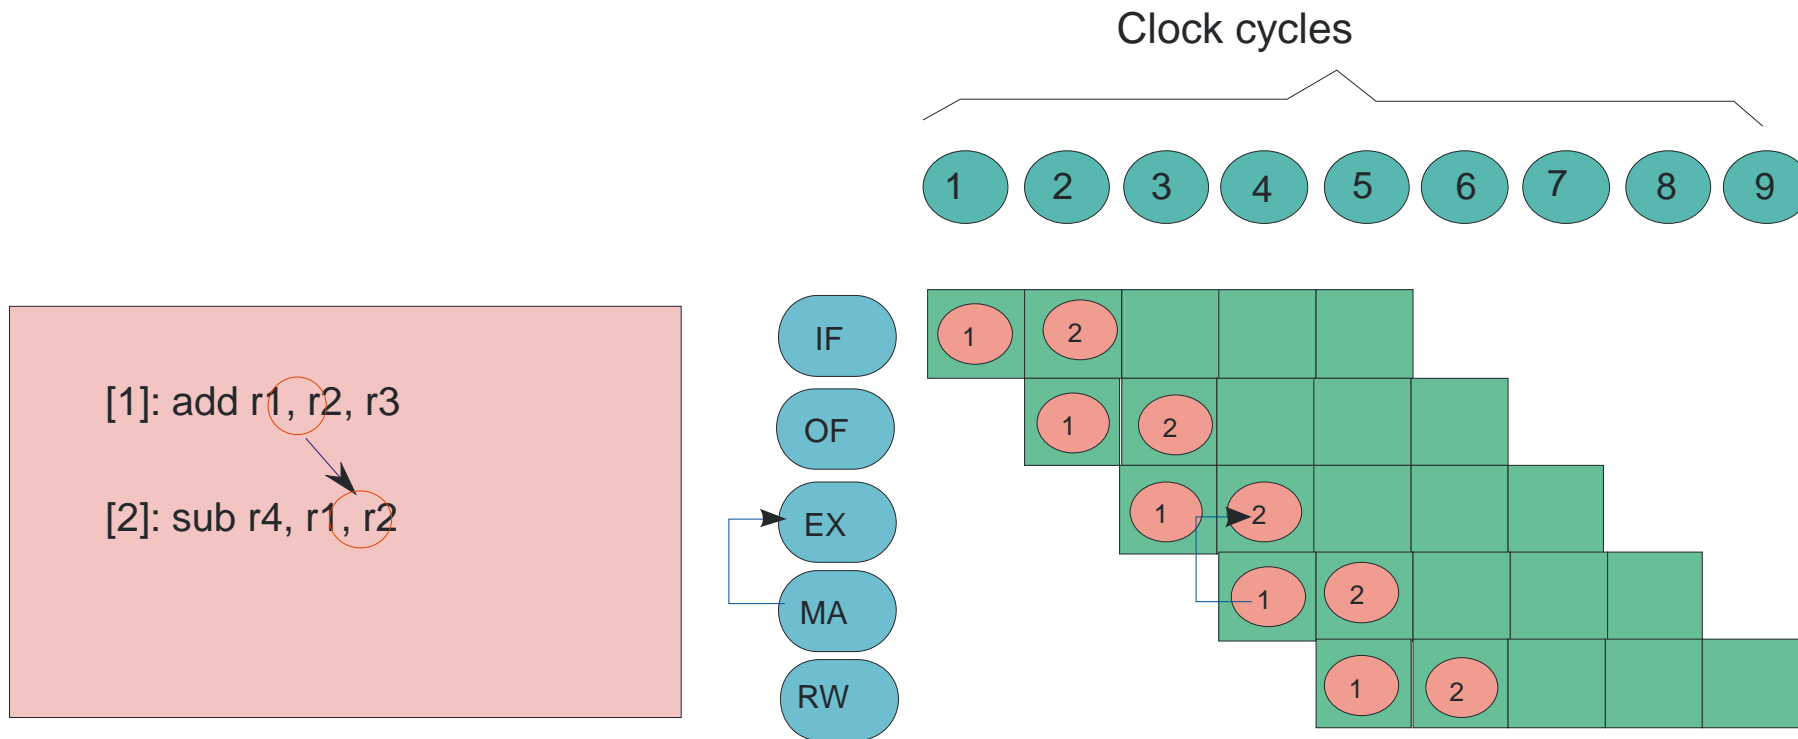 Clock cycles
1 2 3 4 5 6 7 8 9
[1]: add r1, r2, r3
[2]: sub r4, r1, r2
IF 1 2
OF 1 2
EX 1 2
MA 1 2
RW 1 2